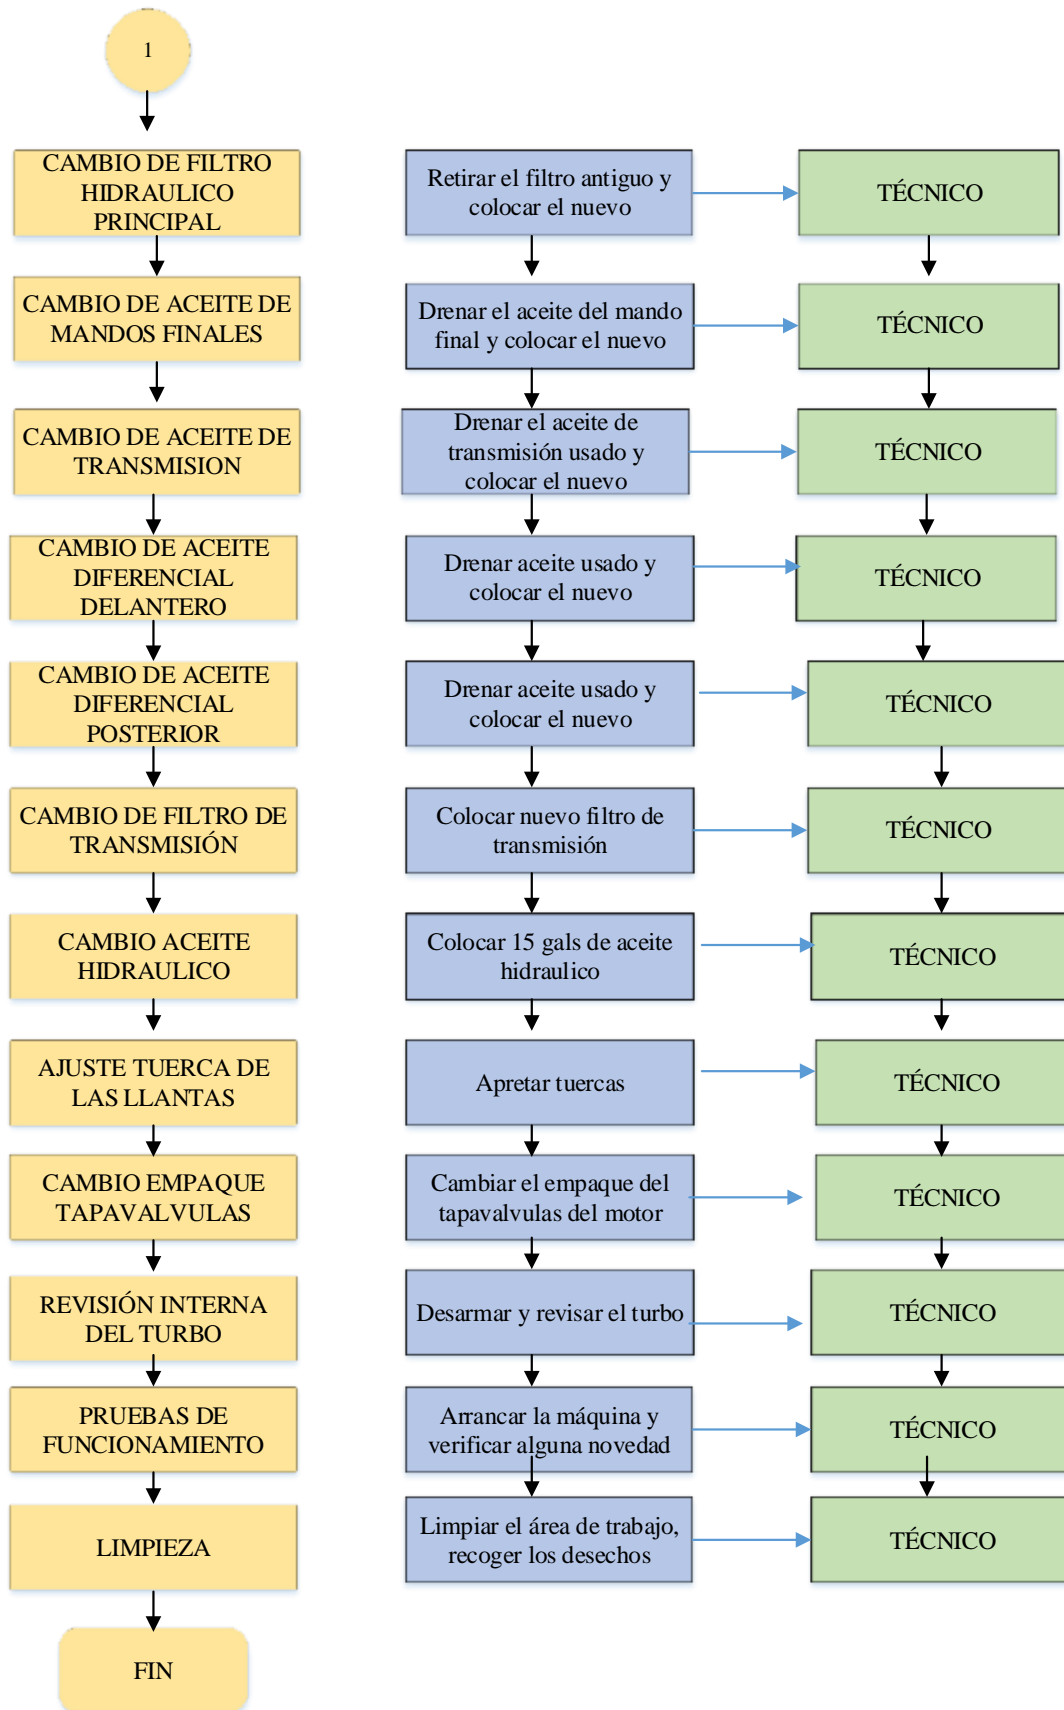 1
CAMBIO DE FILTRO
HIDRAULICO
PRINCIPAL
Retirar el filtro antiguo y
colocar el nuevo
TÉCNICO
CAMBIO DE ACEITE DE
MANDOS FINALES
Drenar el aceite del mando
final y colocar el nuevo
TÉCNICO
CAMBIO DE ACEITE DE
TRANSMISION
Drenar el aceite de
transmisión usado y
colocar el nuevo
TÉCNICO
CAMBIO DE ACEITE
DIFERENCIAL
DELANTERO
Drenar aceite usado y
colocar el nuevo
TÉCNICO
CAMBIO DE ACEITE
DIFERENCIAL
POSTERIOR
Drenar aceite usado y
colocar el nuevo
TÉCNICO
CAMBIO DE FILTRO DE
TRANSMISIÓN
Colocar nuevo filtro de
transmisión
TÉCNICO
CAMBIO ACEITE
HIDRAULICO
Colocar 15 gals de aceite
hidraulico
TÉCNICO
AJUSTE TUERCA DE
LAS LLANTAS
Apretar tuercas
TÉCNICO
CAMBIO EMPAQUE
TAPAVALVULAS
Cambiar el empaque del
tapavalvulas del motor
TÉCNICO
REVISIÓN INTERNA
DEL TURBO
Desarmar y revisar el turbo
TÉCNICO
PRUEBAS DE
FUNCIONAMIENTO
Arrancar la máquina y
verificar alguna novedad
TÉCNICO
LIMPIEZA
Limpiar el área de trabajo,
recoger los desechos
TÉCNICO
FIN